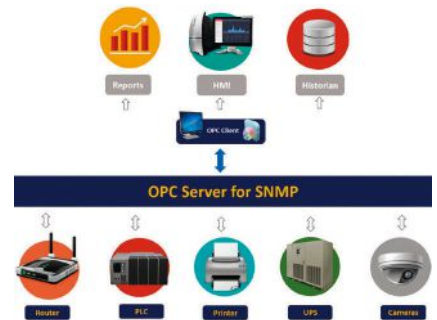 Reports
HMI
Historian
OPC Client
OPC Server for SNMP
Router
PLC
Printer
UPS
Cameras